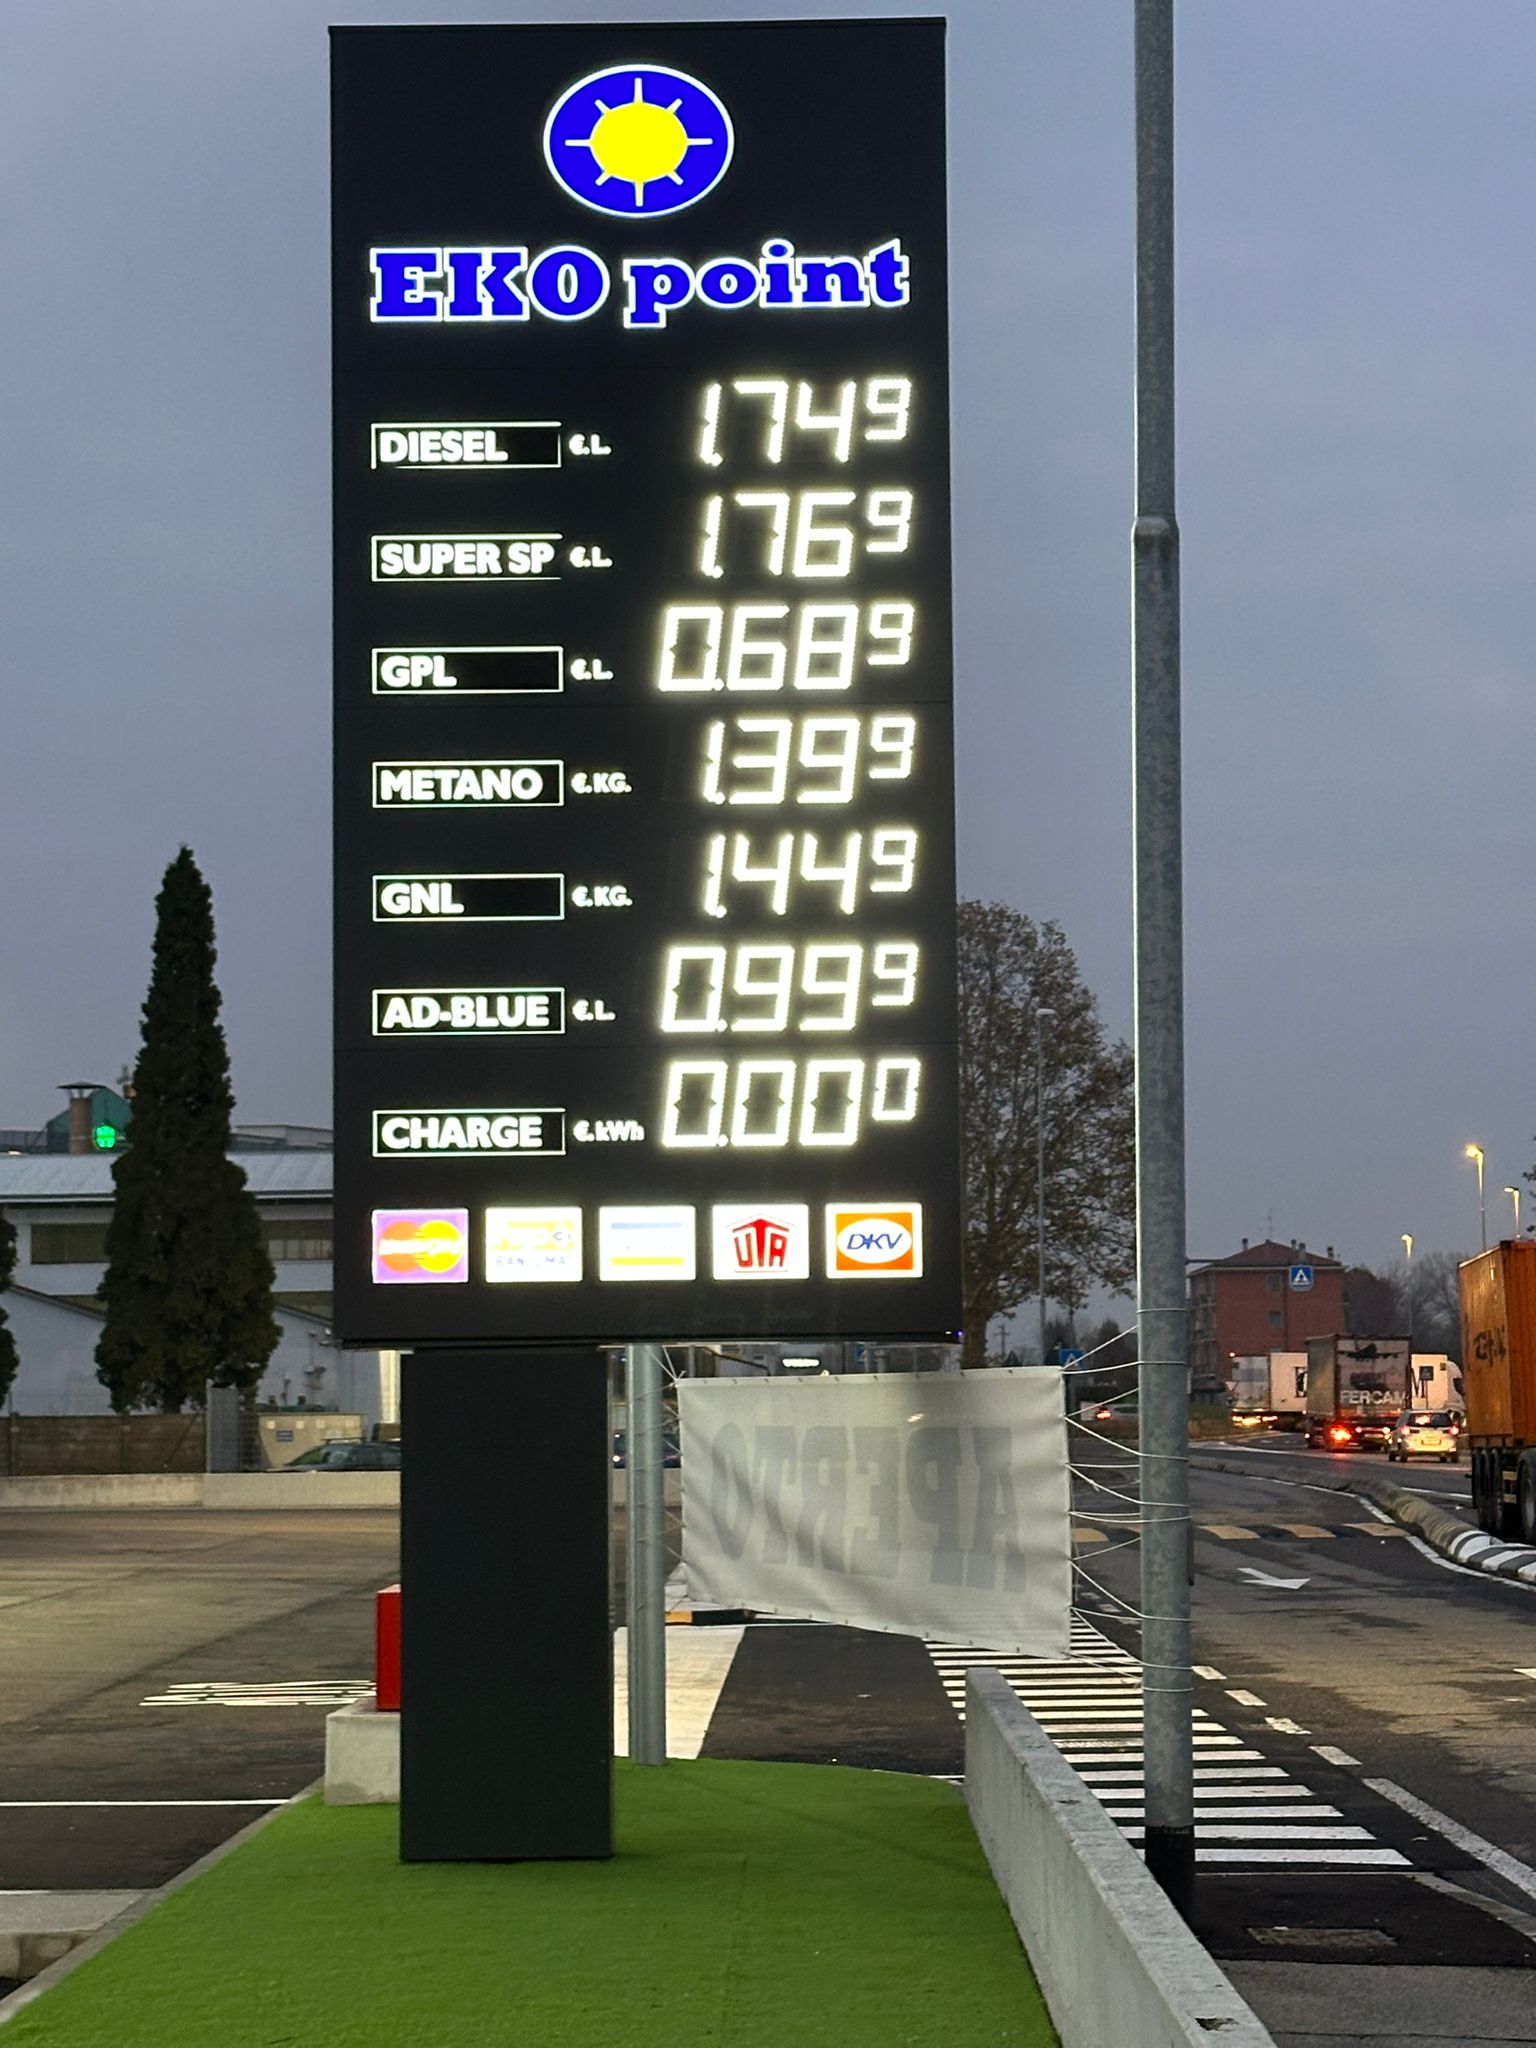 EKO point
DIESEL €.L. 1.749
SUPER SP €.L. 1.769
GPL €.L. 0.689
METANO €.KG. 1.399
GNL €.KG. 1.449
AD-BLUE €.L. 0.999
CHARGE €.kWh 0.000
UTA DKV
APERTO
FERCAM